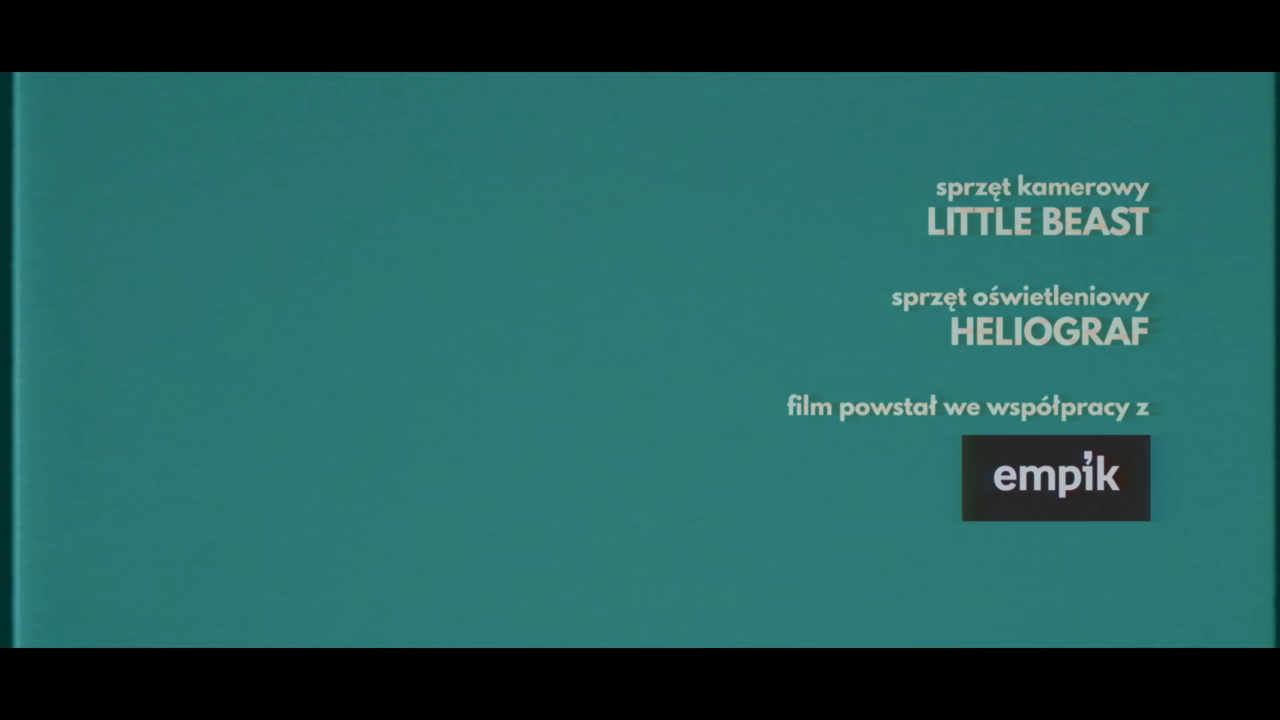 sprzęt kamerowy
LITTLE BEAST
sprzęt oświetleniowy
HELIOGRAF
film powstał we współpracy z
empik